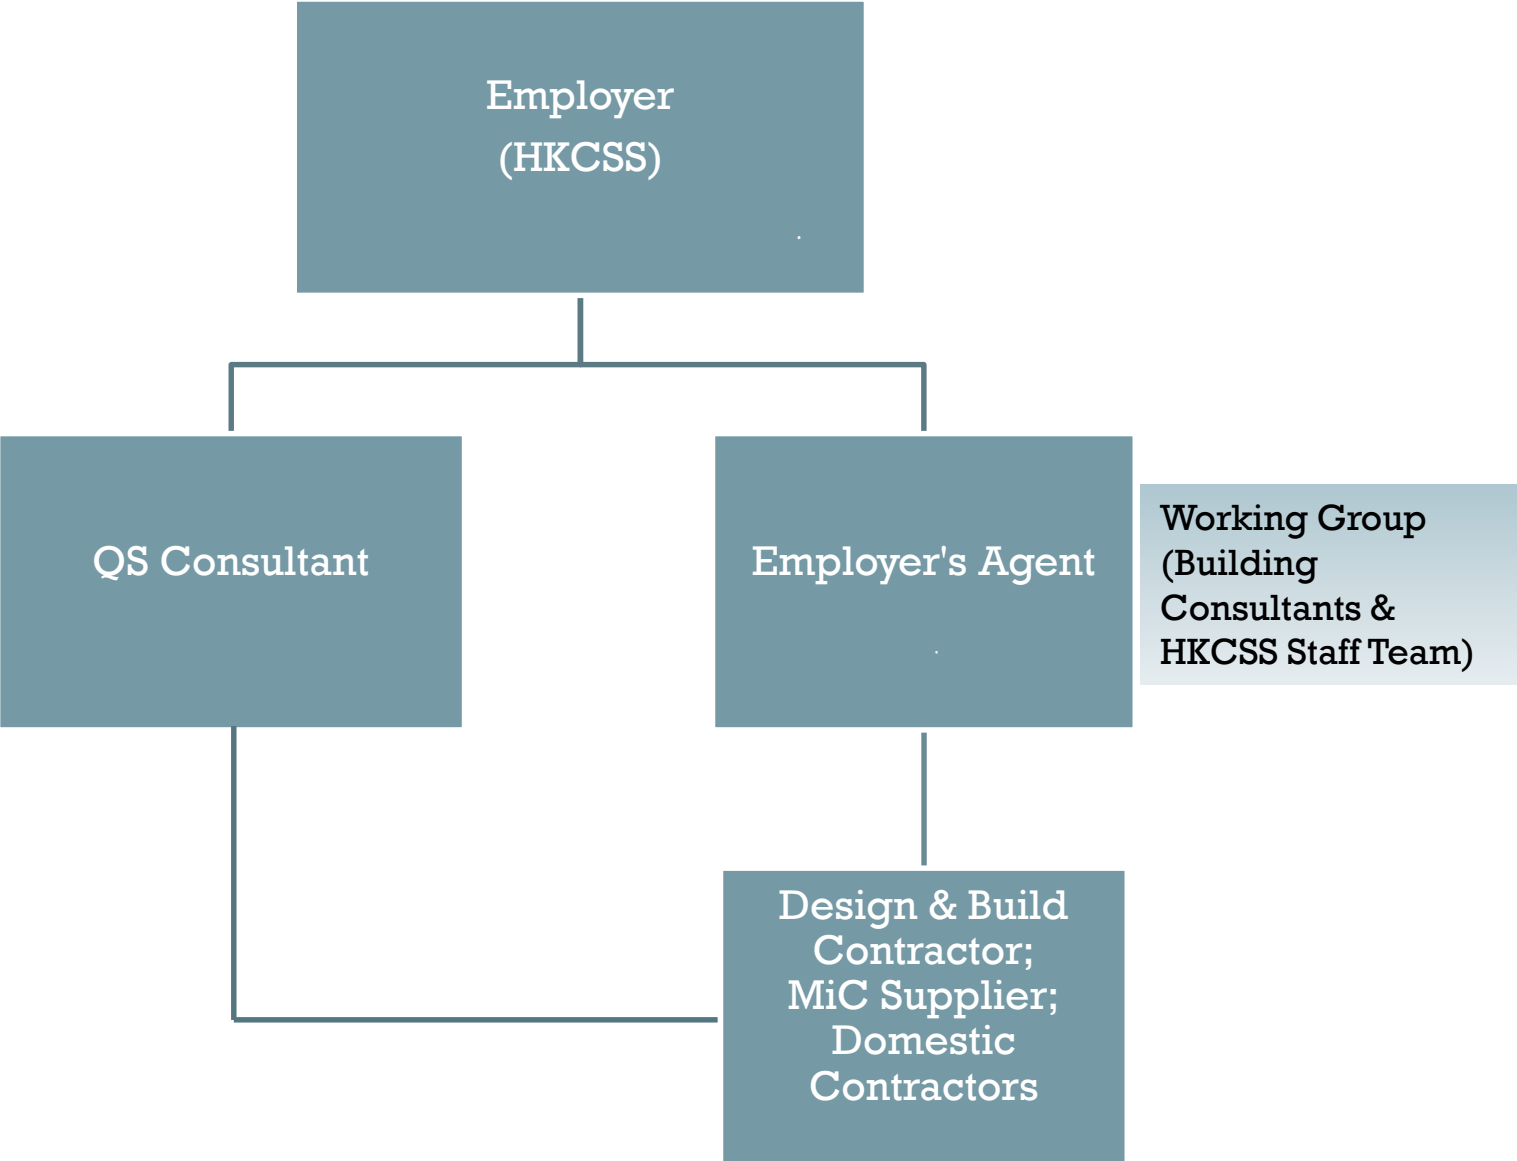 Employer
(HKCSS)
QS Consultant
Employer's Agent
Working Group
(Building
Consultants &
HKCSS Staff Team)
Design & Build
Contractor;
MiC Supplier;
Domestic
Contractors